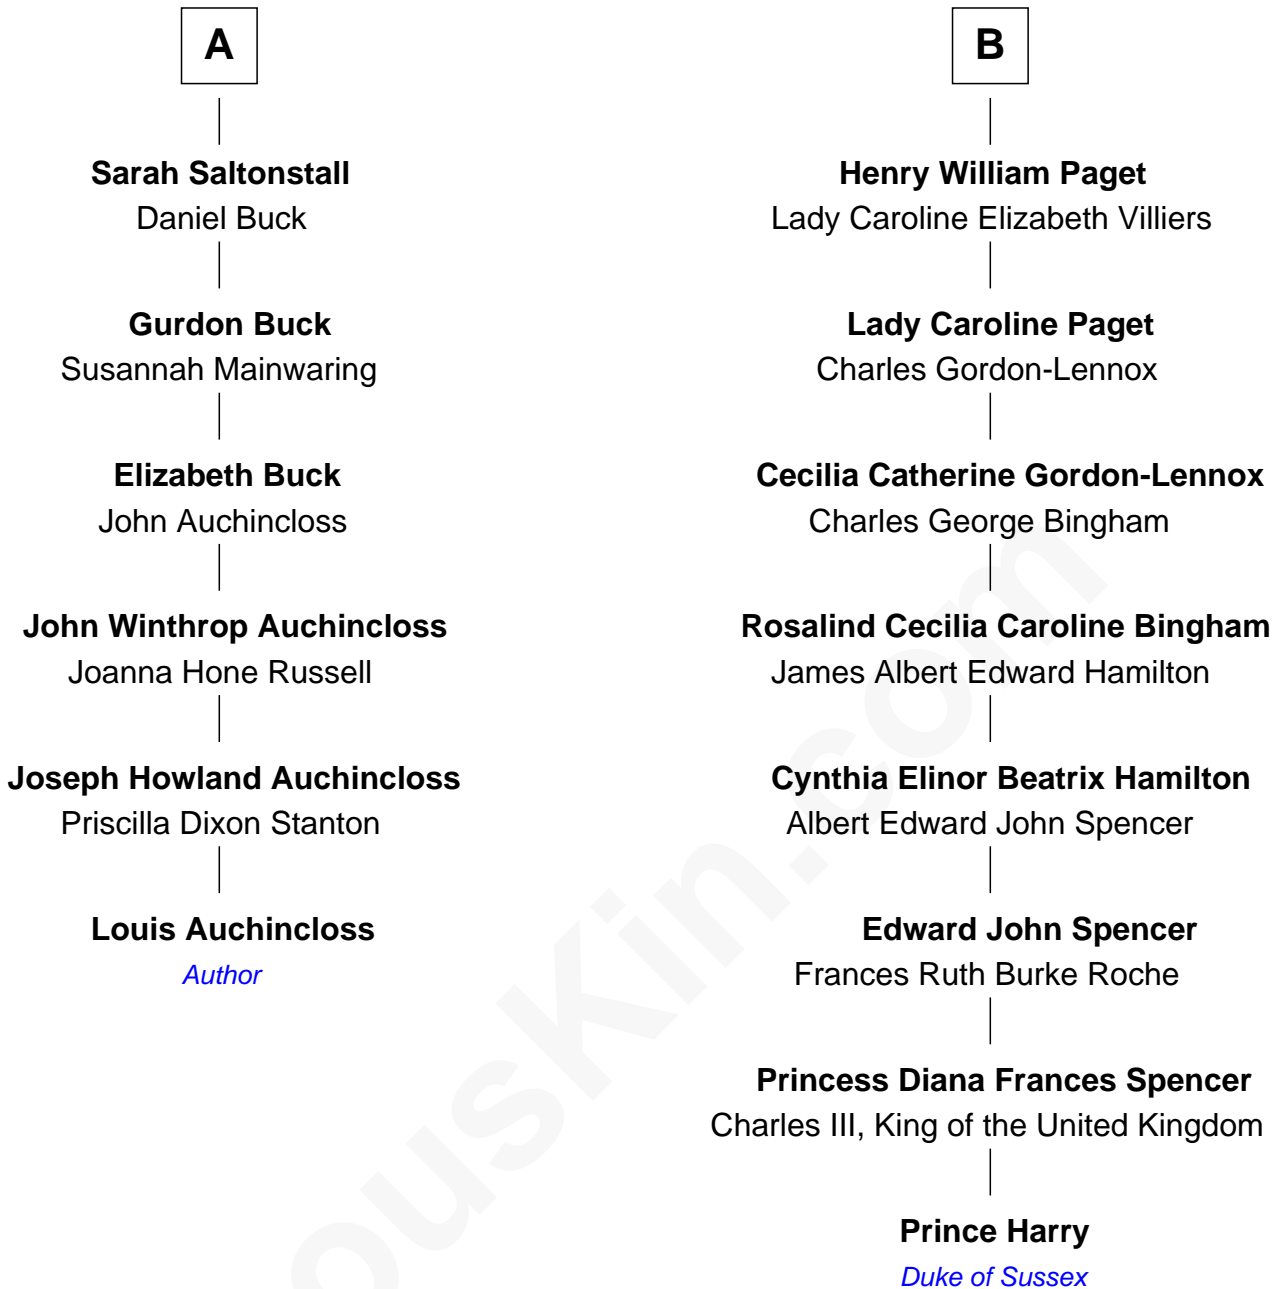 A
Sarah Saltonstall
Daniel Buck
Gurdon Buck
Susannah Mainwaring
Elizabeth Buck
John Auchincloss
John Winthrop Auchincloss
Joanna Hone Russell
Joseph Howland Auchincloss
Priscilla Dixon Stanton
Louis Auchincloss
Author
B
Henry William Paget
Lady Caroline Elizabeth Villiers
Lady Caroline Paget
Charles Gordon-Lennox
Cecilia Catherine Gordon-Lennox
Charles George Bingham
Rosalind Cecilia Caroline Bingham
James Albert Edward Hamilton
Cynthia Elinor Beatrix Hamilton
Albert Edward John Spencer
Edward John Spencer
Frances Ruth Burke Roche
Princess Diana Frances Spencer
Charles III, King of the United Kingdom
Prince Harry
Duke of Sussex
ousKin.com